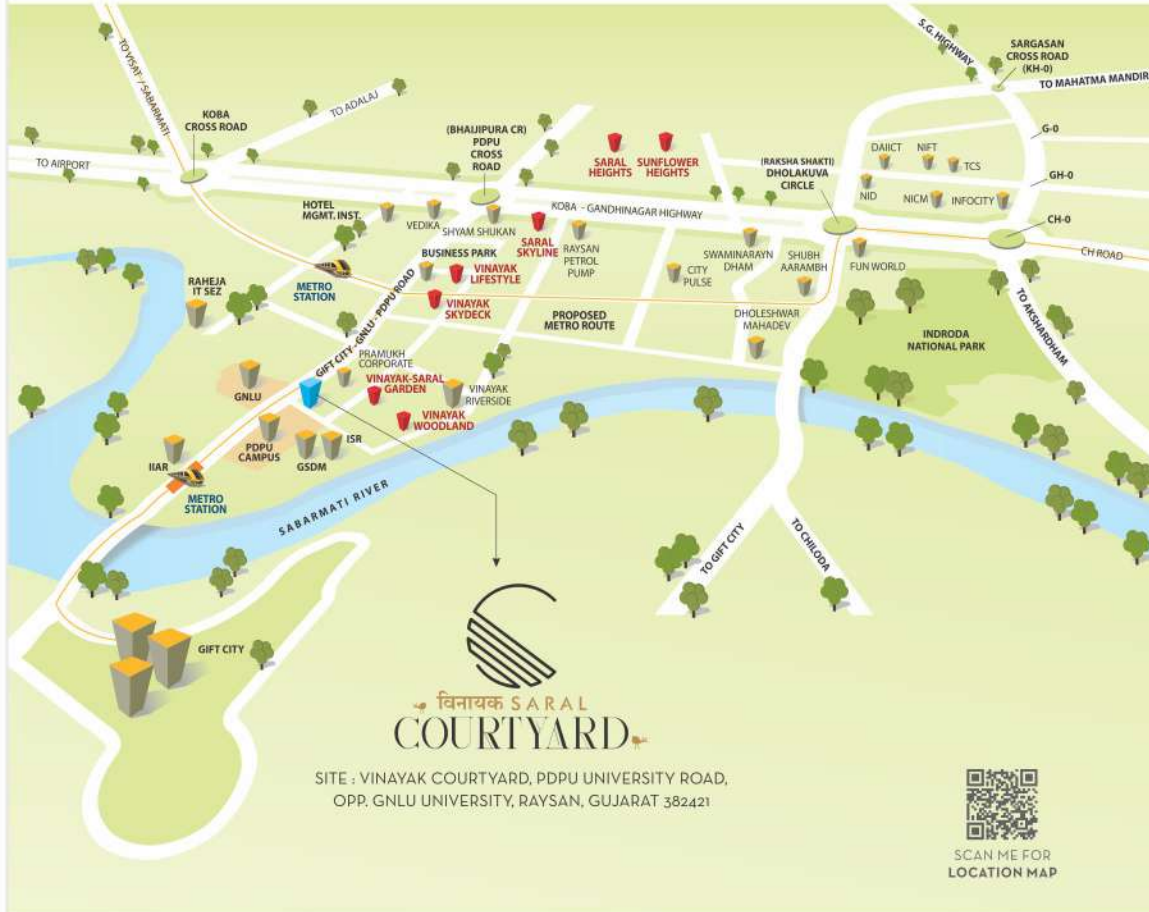 S.G. HIGHWAY
SARGASAN
CROSS ROAD
(KH-0)
TO MAHATMA MANDIR
TO VISAT / SABARMATI
TO ADALAJ
KOBA
CROSS ROAD
TO AIRPORT
(BHAIJIPURA CR)
PDPU
CROSS
ROAD
SARAL
HEIGHTS
SUNFLOWER
HEIGHTS
(RAKSHA SHAKTI)
DHOLAKUVA
CIRCLE
G-0
DAIICT
NIFT
TCS
GH-0
NID
NICM
INFOCITY
CH-0
CH ROAD
KOBA - GANDHINAGAR HIGHWAY
HOTEL
MGMT. INST.
VEDIKA
SHYAM SHUKAN
SARAL
SKYLINE
RAYSAN
PETROL
PUMP
BUSINESS PARK
VINAYAK
LIFESTYLE
SWAMINARAYN
DHAM
CITY
PULSE
SHUBH
AARAMBH
FUN WORLD
RAHEJA
IT SEZ
METRO
STATION
GIFT CITY - GNLU - PDPU ROAD
VINAYAK
SKYDECK
PROPOSED
METRO ROUTE
DHOLESHWAR
MAHADEV
TO AKSHARDHAM
INDRODA
NATIONAL PARK
PRAMUKH
CORPORATE
VINAYAK-SARAL
GARDEN
VINAYAK
RIVERSIDE
GNLU
VINAYAK
WOODLAND
PDPU
CAMPUS
ISR
GSDM
IIAR
METRO
STATION
SABARMATI RIVER
TO GIFT CITY
TO CHILODA
GIFT CITY
विनायक SARAL
COURTYARD
SITE : VINAYAK COURTYARD, PDPU UNIVERSITY ROAD,
OPP. GNLU UNIVERSITY, RAYSAN, GUJARAT 382421
SCAN ME FOR
LOCATION MAP